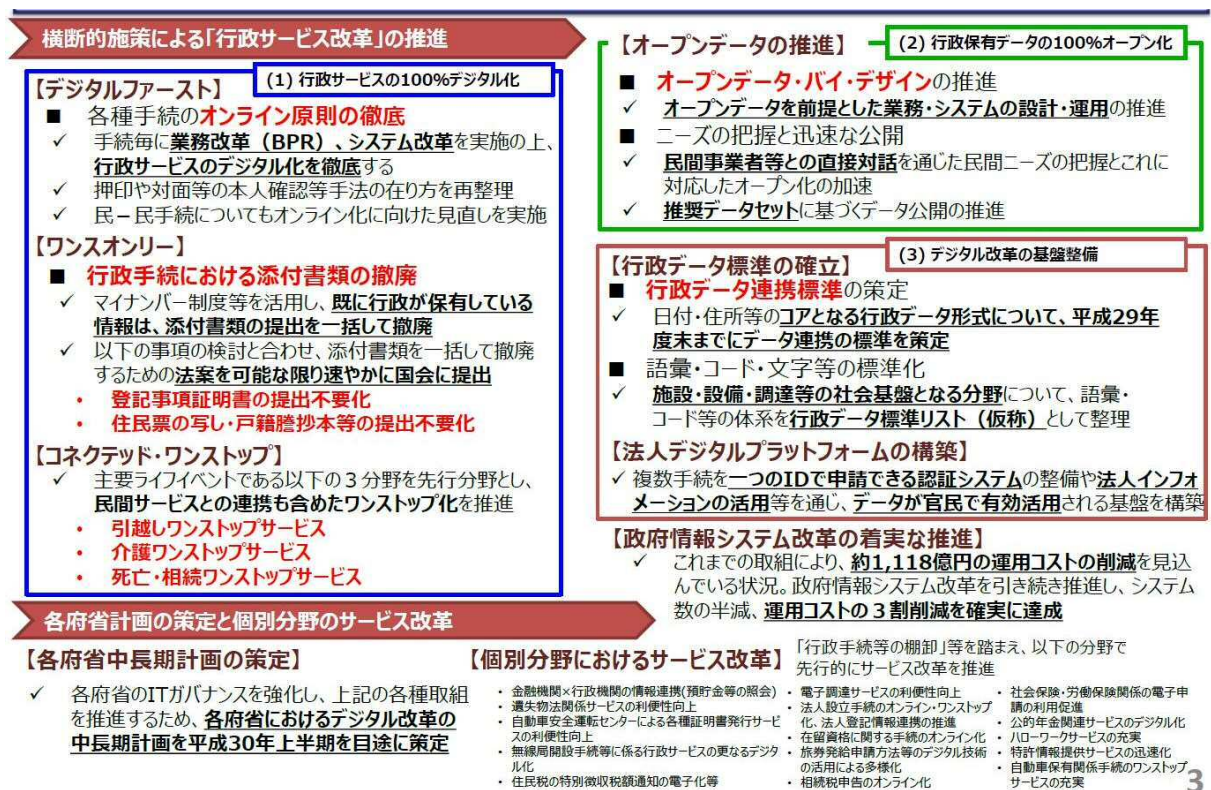 横断的施策による「行政サービス改革」の推進
(1) 行政サービスの100%デジタル化
【デジタルファースト】
■ 各種手続のオンライン原則の徹底
✓ 手続毎に業務改革（BPR）、システム改革を実施の上、
行政サービスのデジタル化を徹底する
✓ 押印や対面等の本人確認等手法の在り方を再整理
✓ 民－民手続についてもオンライン化に向けた見直しを実施
【ワンスオンリー】
■ 行政手続における添付書類の撤廃
✓ マイナンバー制度等を活用し、既に行政が保有している
情報は、添付書類の提出を一括して撤廃
✓ 以下の事項の検討と合わせ、添付書類を一括して撤廃
するための法案を可能な限り速やかに国会に提出
・ 登記事項証明書の提出不要化
・ 住民票の写し・戸籍謄抄本等の提出不要化
【コネクテッド・ワンストップ】
✓ 主要ライフイベントである以下の３分野を先行分野とし、
民間サービスとの連携も含めたワンストップ化を推進
・ 引越しワンストップサービス
・ 介護ワンストップサービス
・ 死亡・相続ワンストップサービス
【オープンデータの推進】
(2) 行政保有データの100%オープン化
■ オープンデータ・バイ・デザインの推進
✓ オープンデータを前提とした業務・システムの設計・運用の推進
■ ニーズの把握と迅速な公開
✓ 民間事業者等との直接対話を通じた民間ニーズの把握とこれに
対応したオープン化の加速
✓ 推奨データセットに基づくデータ公開の推進
(3) デジタル改革の基盤整備
【行政データ標準の確立】
■ 行政データ連携標準の策定
✓ 日付・住所等のコアとなる行政データ形式について、平成29年
度末までにデータ連携の標準を策定
■ 語彙・コード・文字等の標準化
✓ 施設・設備・調達等の社会基盤となる分野について、語彙・
コード等の体系を行政データ標準リスト（仮称）として整理
【法人デジタルプラットフォームの構築】
✓ 複数手続を一つのIDで申請できる認証システムの整備や法人インフォ
メーションの活用等を通じ、データが官民で有効活用される基盤を構築
【政府情報システム改革の着実な推進】
✓ これまでの取組により、約1,118億円の運用コストの削減を見込
んでいる状況。政府情報システム改革を引き続き推進し、システム
数の半減、運用コストの３割削減を確実に達成
各府省計画の策定と個別分野のサービス改革
【各府省中長期計画の策定】
✓ 各府省のITガバナンスを強化し、上記の各種取組
を推進するため、各府省におけるデジタル改革の
中長期計画を平成30年上半期を目途に策定
【個別分野におけるサービス改革】
「行政手続等の棚卸」等を踏まえ、以下の分野で
先行的にサービス改革を推進
・ 金融機関×行政機関の情報連携(預貯金等の照会)
・ 遺失物法関係サービスの利便性向上
・ 自動車安全運転センターによる各種証明書発行サービ
スの利便性向上
・ 無線局開設手続等に係る行政サービスの更なるデジタ
ル化
・ 住民税の特別徴収税額通知の電子化等
・ 電子調達サービスの利便性向上
・ 法人設立手続のオンライン・ワンストップ
化、法人登記情報連携の推進
・ 在留資格に関する手続のオンライン化
・ 旅券発給申請方法等のデジタル技術
の活用による多様化
・ 相続税申告のオンライン化
・ 社会保険・労働保険関係の電子申
請の利用促進
・ 公的年金関連サービスのデジタル化
・ ハローワークサービスの充実
・ 特許情報提供サービスの迅速化
・ 自動車保有関係手続のワンストップ
サービスの充実
3